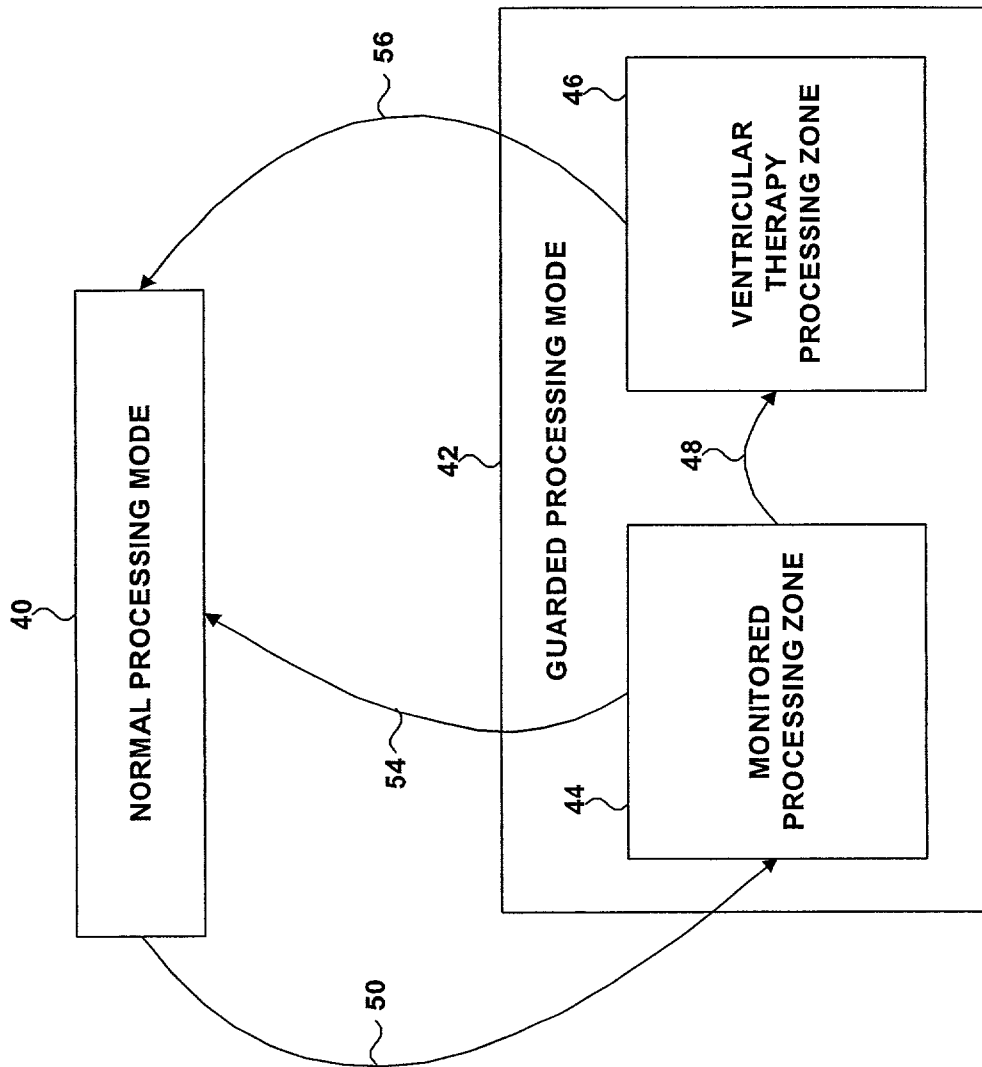 40
NORMAL PROCESSING MODE
50
54
56
42
GUARDED PROCESSING MODE
44
MONITORED
PROCESSING ZONE
48
46
VENTRICULAR
THERAPY
PROCESSING ZONE